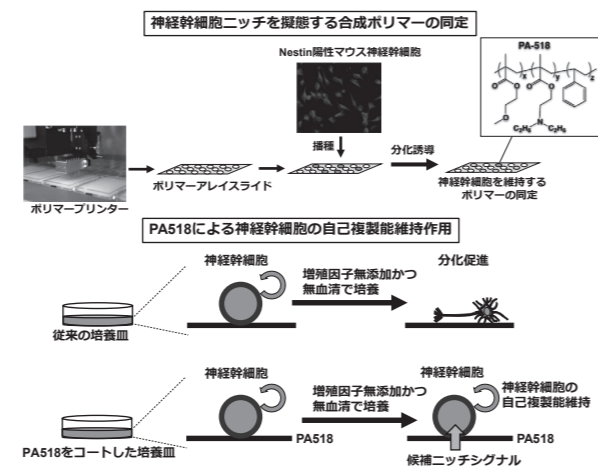 神経幹細胞ニッチを擬態する合成ポリマーの同定
Nestin陽性マウス神経幹細胞
PA-518
x
y
z
O
O
O
O
O
N
C₂H₅
C₂H₅
播種
分化誘導
ポリマープリンター
ポリマーアレイスライド
神経幹細胞を維持する
ポリマーの同定
PA518による神経幹細胞の自己複製能維持作用
神経幹細胞
増殖因子無添加かつ
無血清で培養
分化促進
従来の培養皿
神経幹細胞
増殖因子無添加かつ
無血清で培養
神経幹細胞
神経幹細胞の
自己複製能維持
PA518
PA518
PA518をコートした培養皿
候補ニッチシグナル